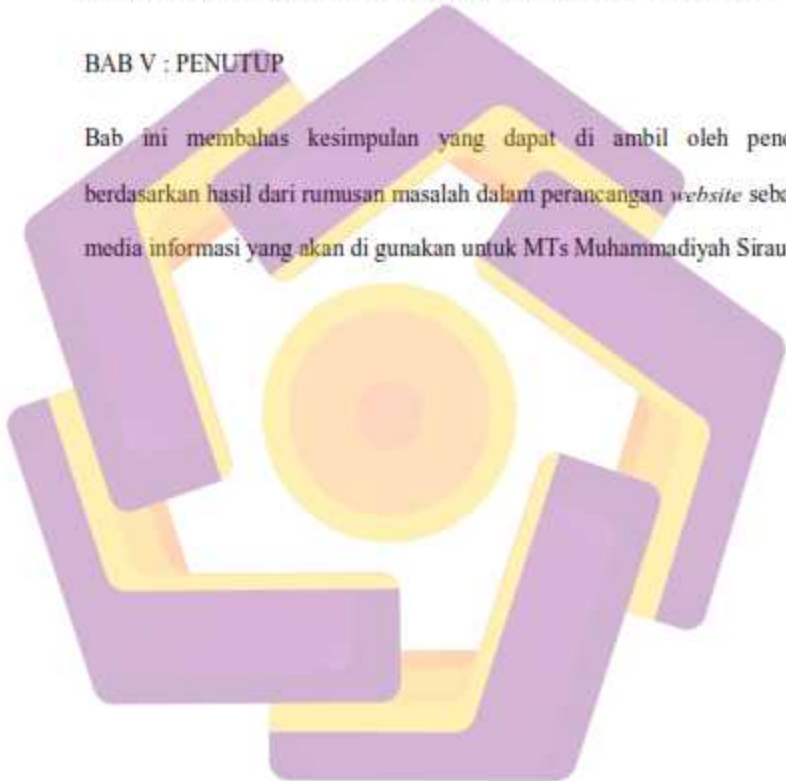 BAB V : PENUTUP
Bab ini membahas kesimpulan yang dapat di ambil oleh
berdasarkan hasil dari rumusan masalah dalam perancangan website
media informasi yang akan di gunakan untuk MTs Muhammadiyah